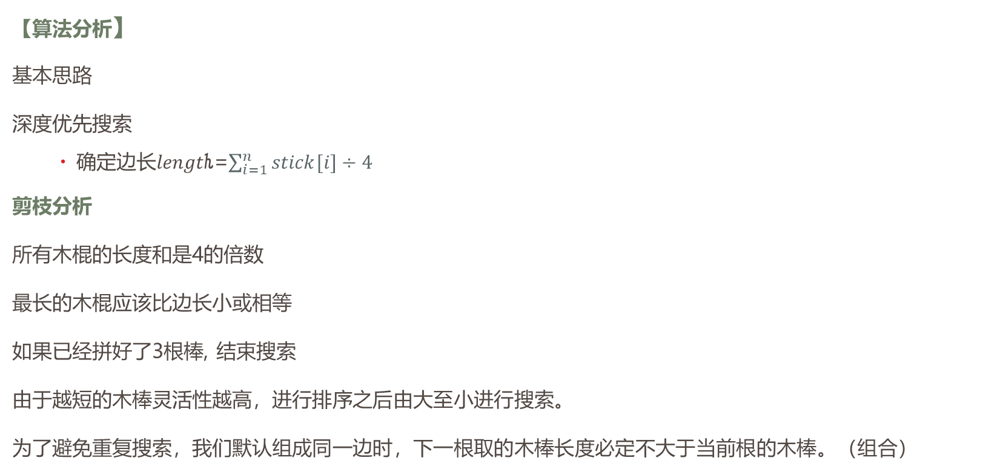 【算法分析】
基本思路
深度优先搜索
• 确定边长length=∑_{i=1}^{n} stick[i] ÷ 4
剪枝分析
所有木棍的长度和是4的倍数
最长的木棍应该比边长小或相等
如果已经拼好了3根棒, 结束搜索
由于越短的木棒灵活性越高，进行排序之后由大至小进行搜索。
为了避免重复搜索，我们默认组成同一边时，下一根取的木棒长度必定不大于当前根的木棒。（组合）